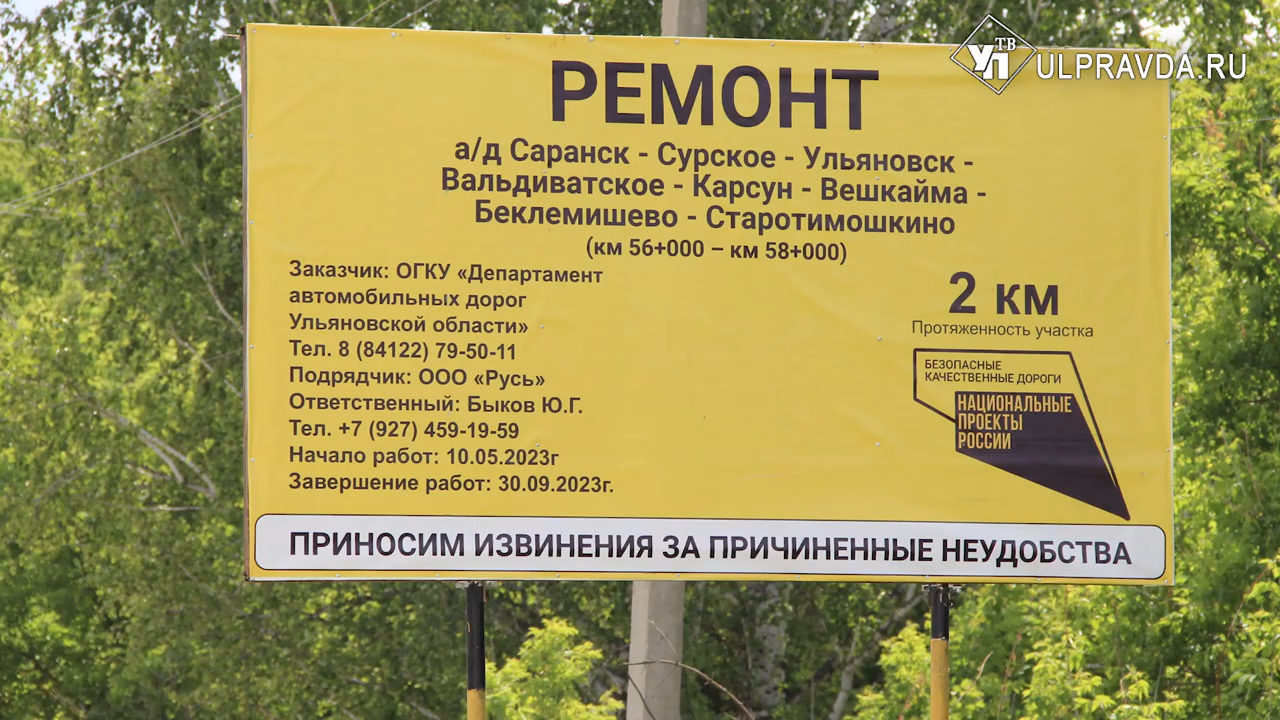 УП ТВ ULPRAVDA.RU
РЕМОНТ
а/д Саранск - Сурское - Ульяновск -
Вальдиватское - Карсун - Вешкайма -
Беклемишево - Старотимошкино
(км 56+000 – км 58+000)
Заказчик: ОГКУ «Департамент
автомобильных дорог
Ульяновской области»
Тел. 8 (84122) 79-50-11
Подрядчик: ООО «Русь»
Ответственный: Быков Ю.Г.
Тел. +7 (927) 459-19-59
Начало работ: 10.05.2023г
Завершение работ: 30.09.2023г.
2 км
Протяженность участка
БЕЗОПАСНЫЕ
КАЧЕСТВЕННЫЕ ДОРОГИ
НАЦИОНАЛЬНЫЕ
ПРОЕКТЫ
РОССИИ
ПРИНОСИМ ИЗВИНЕНИЯ ЗА ПРИЧИНЕННЫЕ НЕУДОБСТВА